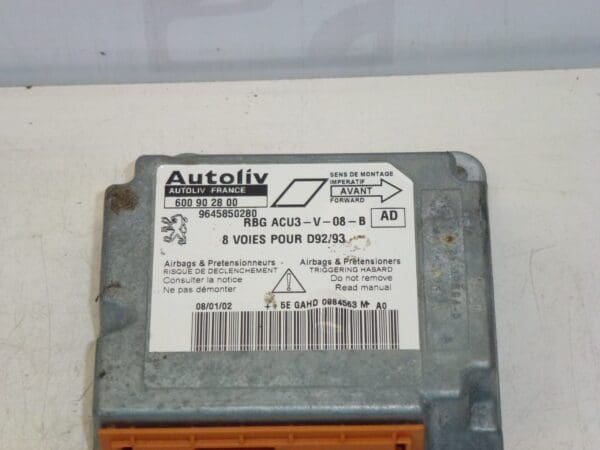 Autoliv
AUTOLIV FRANCE
600 90 28 00
9645850280
SENS DE MONTAGE
IMPERATIF
AVANT
FORWARD
RBG ACU3-V-08-B AD
8 VOIES POUR D92/93
Airbags & Pretensionneurs
RISQUE DE DECLENCHEMENT
Consulter la notice
Ne pas démonter
Airbags & Pretensioners
TRIGGERING HASARD
Do not remove
Read manual
08/01/02
5E GAHD 0984563 M A0